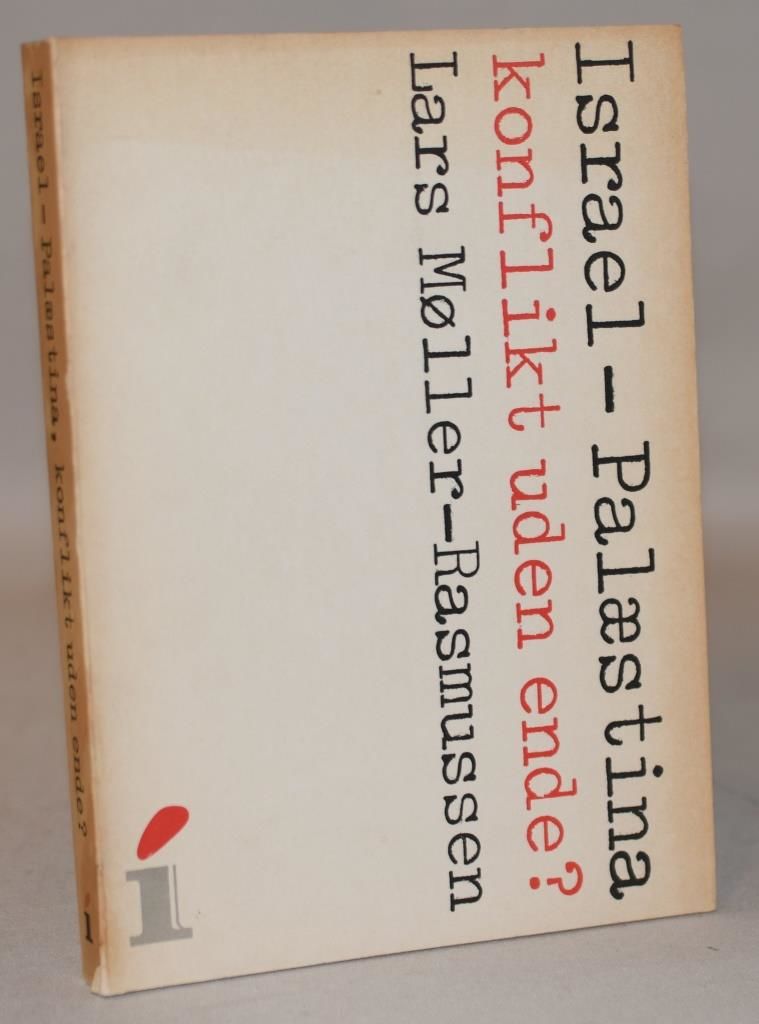 Israel – Palæstina
konflikt uden ende?
Lars Møller-Rasmussen
i
Israel – Palæstina, konflikt uden ende?
i